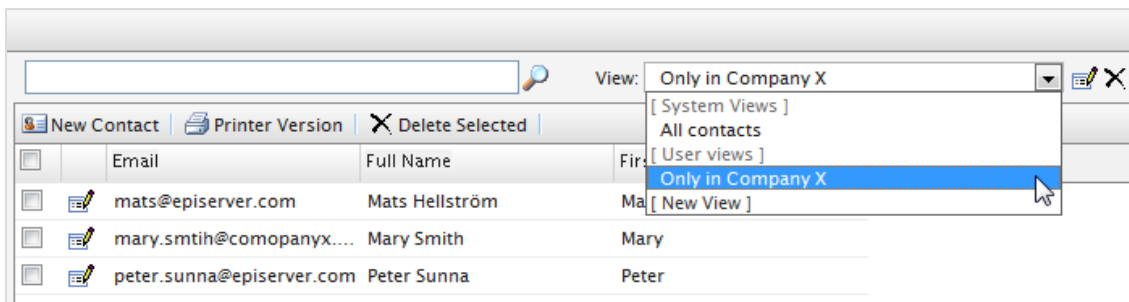 View: Only in Company X
[ System Views ]
All contacts
[ User views ]
Only in Company X
[ New View ]
New Contact Printer Version Delete Selected
Email Full Name Firs
mats@episerver.com Mats Hellström Ma
mary.smtih@comopanyx.... Mary Smith Mary
peter.sunna@episerver.com Peter Sunna Peter